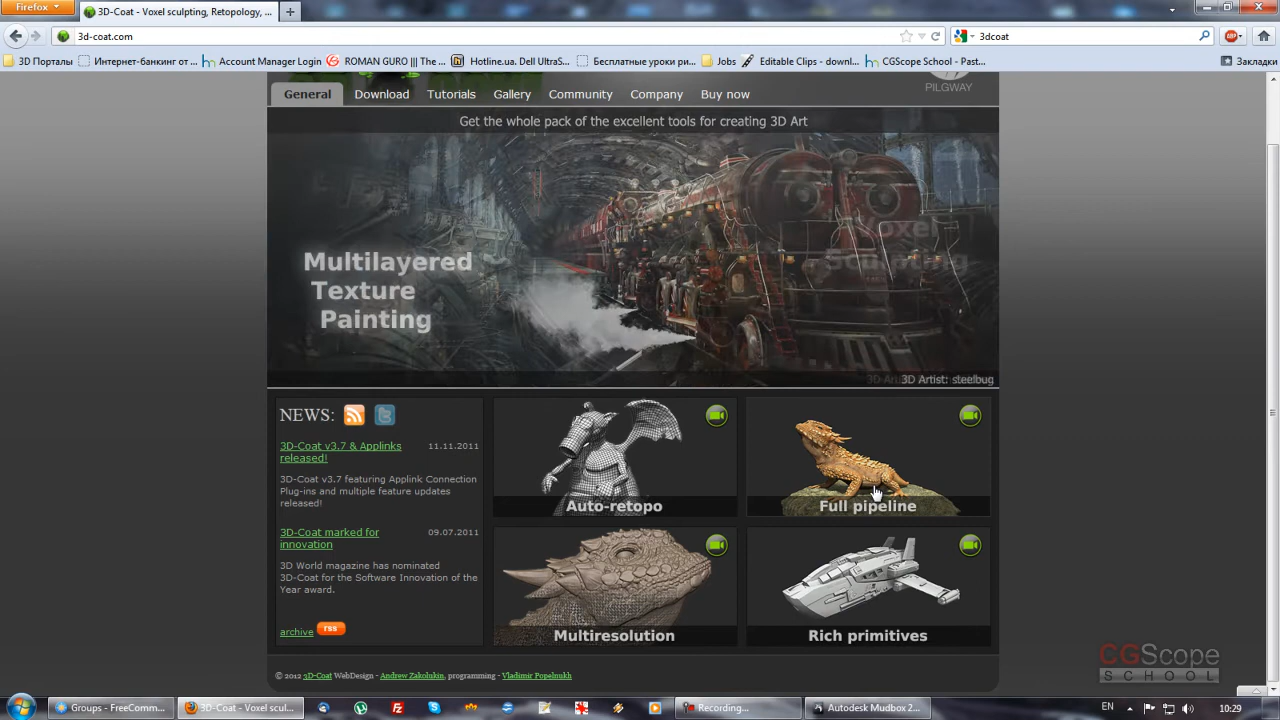 Firefox
3D-Coat - Voxel sculpting, Retopology, ...
3d-coat.com
3dcoat
ABP
3D Порталы
Интернет-банкинг от ...
Account Manager Login
ROMAN GURO ||| The ...
Hotline.ua. Dell UltraS...
Бесплатные уроки ри...
Jobs
Editable Clips - downl...
CGScope School - Past...
Закладки
PILGWAY
General
Download
Tutorials
Gallery
Community
Company
Buy now
Get the whole pack of the excellent tools for creating 3D Art
Voxel
Sculpting
Multilayered
Texture
Painting
3D Artist: steelbug
NEWS:
3D-Coat v3.7 & Applinks
released!
11.11.2011
3D-Coat v3.7 featuring Applink Connection
Plug-ins and multiple feature updates
released!
3D-Coat marked for
innovation
09.07.2011
3D World magazine has nominated
3D-Coat for the Software Innovation of the
Year award.
archive
rss
Auto-retopo
Full pipeline
Multiresolution
Rich primitives
© 2012 3D-Coat WebDesign - Andrew Zakolukin, programming - Vladimir Popelnukh
CGScope
SCHOOL
Groups - FreeComm...
3D-Coat - Voxel scul...
Recording...
Autodesk Mudbox 2...
EN
10:29